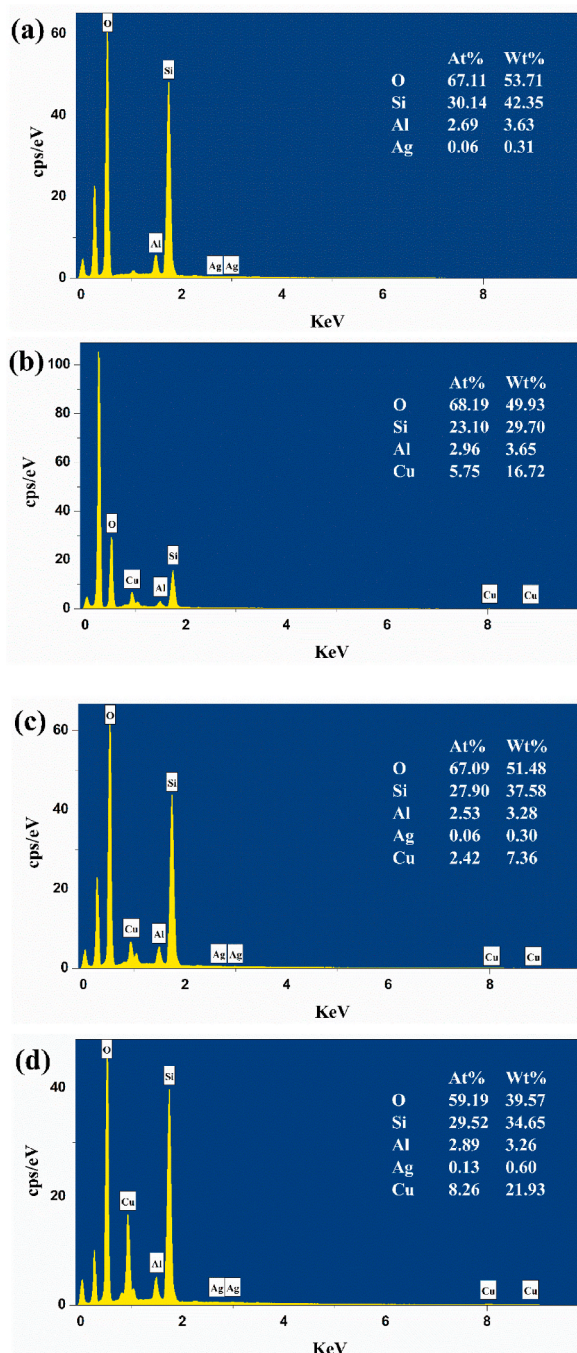 (a)
60
40
20
0
cps/eV
O
Si
Al
Ag Ag
At% Wt%
O 67.11 53.71
Si 30.14 42.35
Al 2.69 3.63
Ag 0.06 0.31
0 2 4 6 8
KeV
(b)
100
80
60
40
20
0
cps/eV
O
Cu
Al
Si
Cu Cu
At% Wt%
O 68.19 49.93
Si 23.10 29.70
Al 2.96 3.65
Cu 5.75 16.72
0 2 4 6 8
KeV
(c)
60
40
20
0
cps/eV
O
Si
Cu
Al
Ag Ag
Cu Cu
At% Wt%
O 67.09 51.48
Si 27.90 37.58
Al 2.53 3.28
Ag 0.06 0.30
Cu 2.42 7.36
0 2 4 6 8
KeV
(d)
40
20
0
cps/eV
O
Si
Cu
Al
Ag Ag
Cu Cu
At% Wt%
O 59.19 39.57
Si 29.52 34.65
Al 2.89 3.26
Ag 0.13 0.60
Cu 8.26 21.93
0 2 4 6 8
KeV